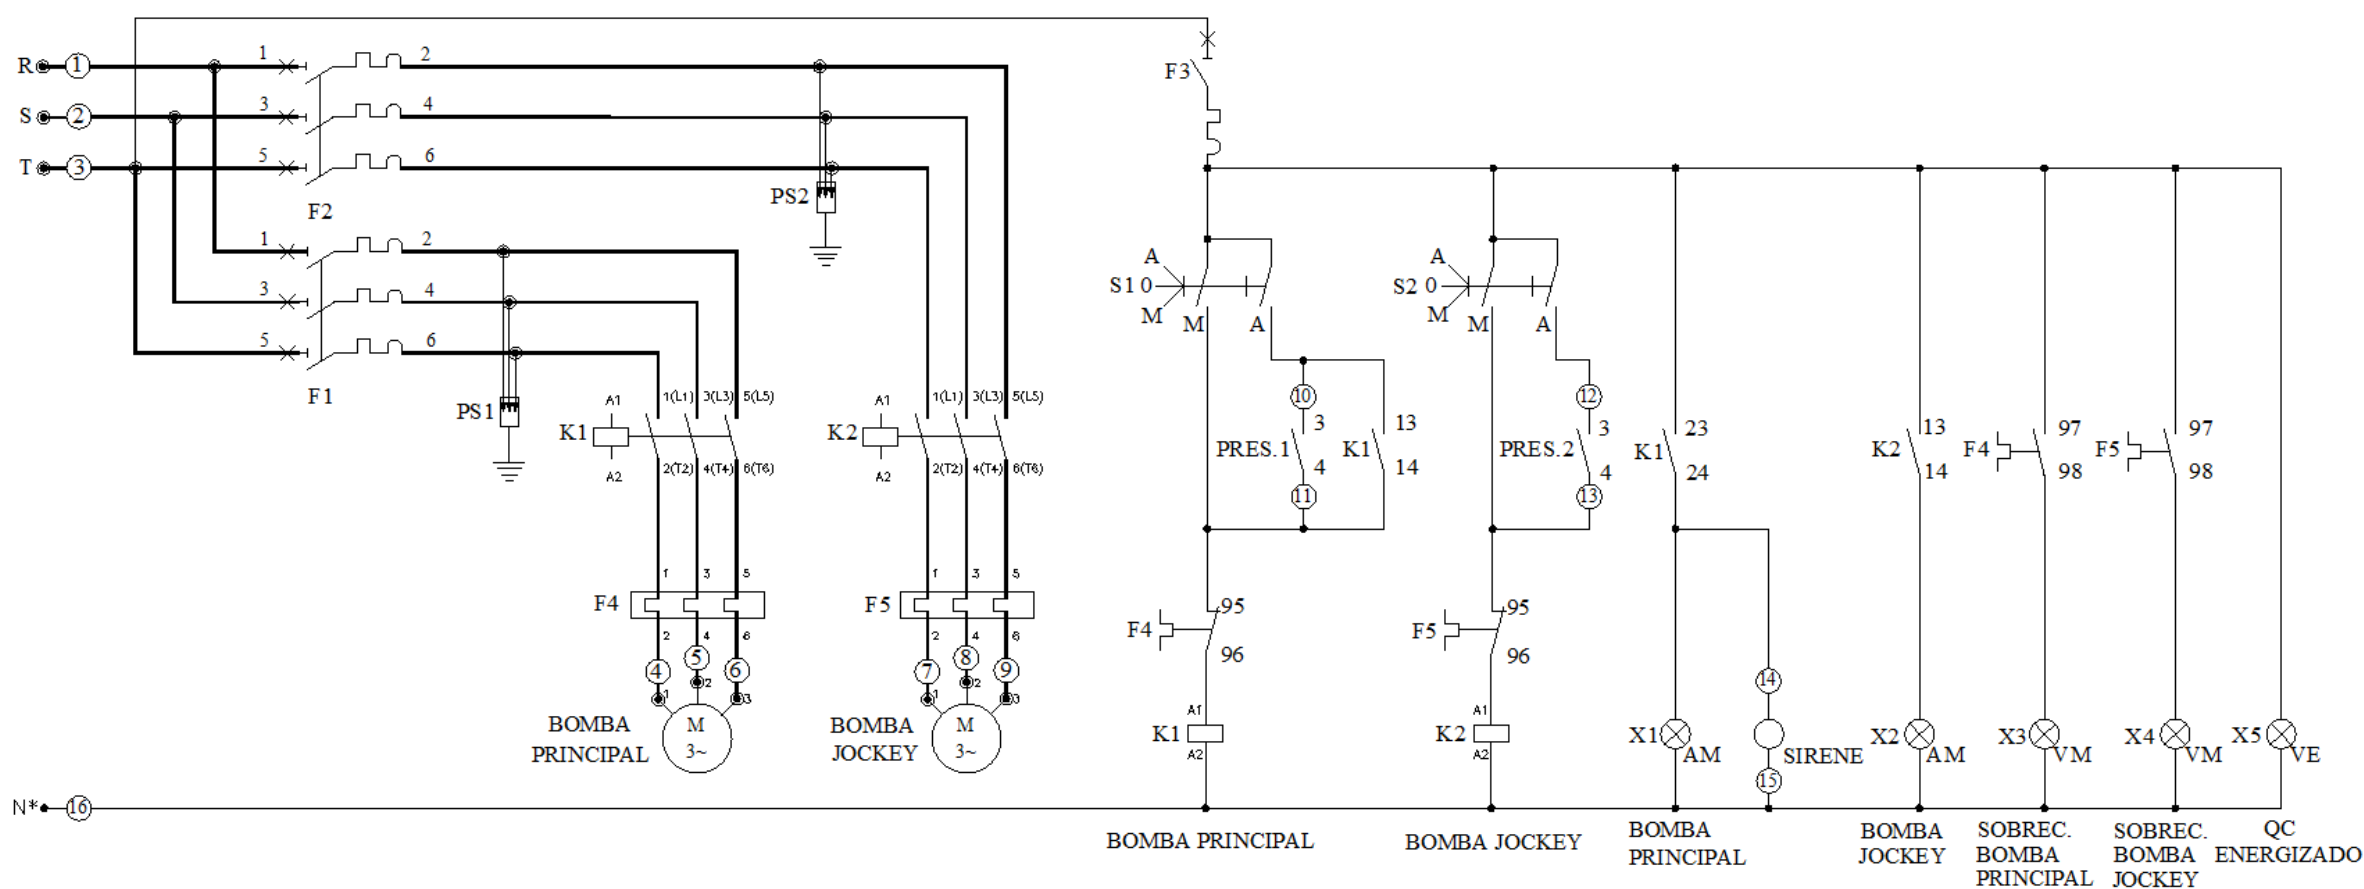 R 1 1 2
S 2 3 4
T 3 5 6
F2
1 2
3 4
5 6
F1
PS1
PS2
F3
A1 1(L1) 3(L3) 5(L5)
K1
A2 2(T2) 4(T4) 6(T6)
A1 1(L1) 3(L3) 5(L5)
K2
A2 2(T2) 4(T4) 6(T6)
1 3 5
F4
2 4 6
4 5 6
1 2 3
M
3~
BOMBA
PRINCIPAL
1 3 5
F5
2 4 6
7 8 9
1 2 3
M
3~
BOMBA
JOCKEY
A
S1 0
M
M A
10
3
PRES.1
4
11
13
K1
14
95
F4
96
A1
K1
A2
A
S2 0
M
M A
12
3
PRES.2
4
13
95
F5
96
A1
K2
A2
23
K1
24
X1
AM
14
SIRENE
15
13
K2
14
X2
AM
97
F4
98
X3
VM
97
F5
98
X4
VM
X5
VE
N* 16
BOMBA PRINCIPAL
BOMBA JOCKEY
BOMBA
PRINCIPAL
BOMBA
JOCKEY
SOBREC.
BOMBA
PRINCIPAL
SOBREC.
BOMBA
JOCKEY
QC
ENERGIZADO